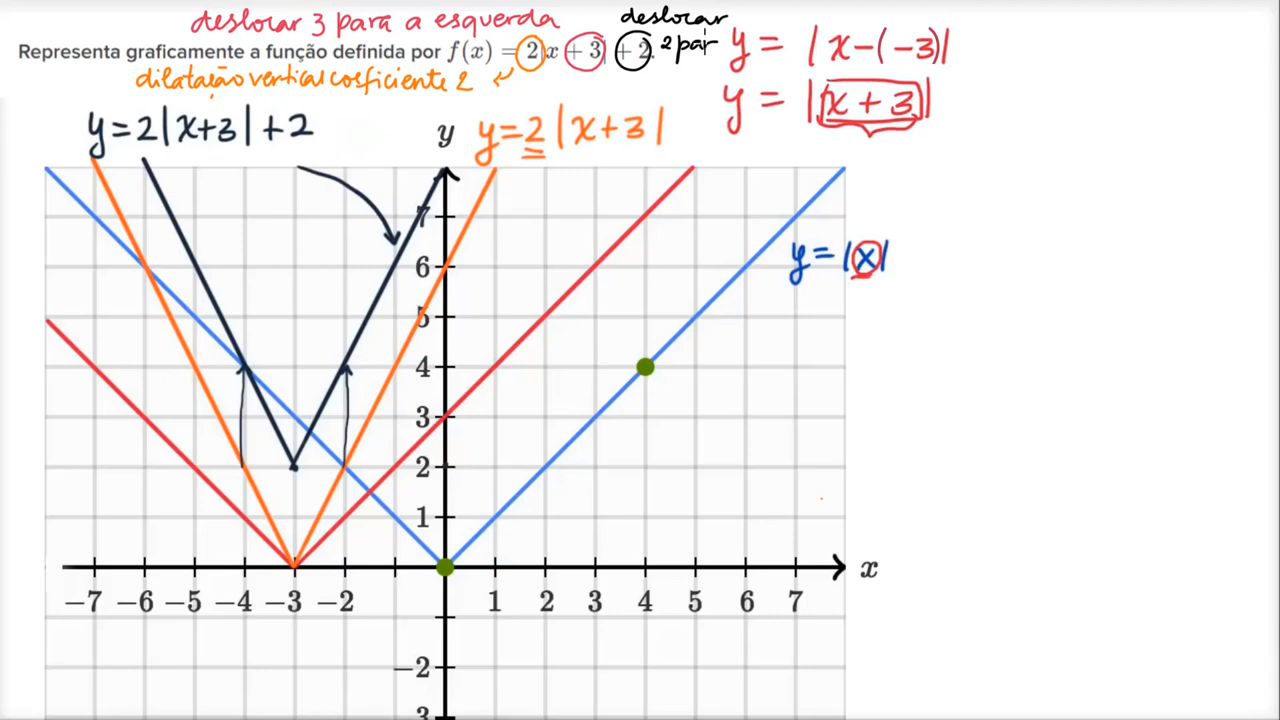 deslocar 3 para a esquerda
deslocar
Representa graficamente a função definida por f(x) = 2|x + 3| + 2.
2 par
dilatação vertical coeficiente 2
y = |x-(-3)|
y = |x+3|
y=2|x+3|+2
y
y=2|x+3|
y=|x|
7
6
5
4
3
2
1
x
−7 −6 −5 −4 −3 −2 1 2 3 4 5 6 7
−2
3